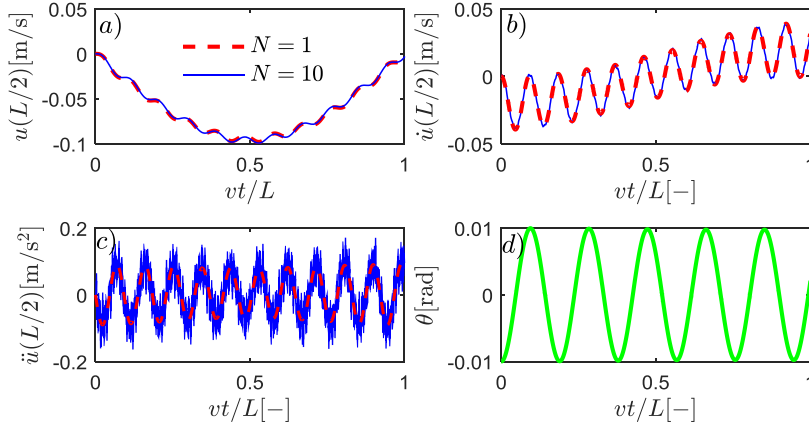 a)
0.05
0
-0.05
-0.1
u(L/2)[m/s]
N = 1
N = 10
0
0.5
1
vt/L
b)
0.05
0
-0.05
u̇(L/2)[m/s]
0
0.5
1
vt/L[−]
c)
0.2
0
-0.2
ü(L/2)[m/s²]
0
0.5
1
vt/L[−]
d)
0.01
0
-0.01
θ[rad]
0
0.5
1
vt/L[−]